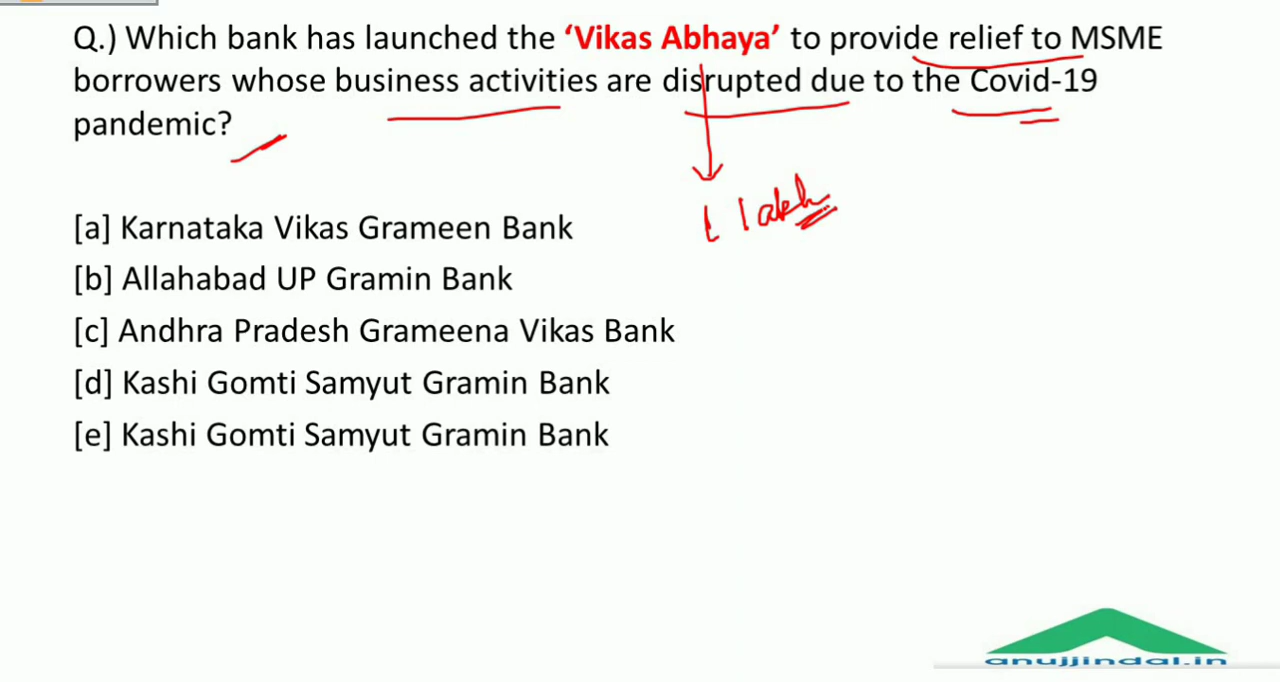 Q.) Which bank has launched the ‘Vikas Abhaya’ to provide relief to MSME
borrowers whose business activities are disrupted due to the Covid-19
pandemic?
1 lakh
[a] Karnataka Vikas Grameen Bank
[b] Allahabad UP Gramin Bank
[c] Andhra Pradesh Grameena Vikas Bank
[d] Kashi Gomti Samyut Gramin Bank
[e] Kashi Gomti Samyut Gramin Bank
anujjindal.in